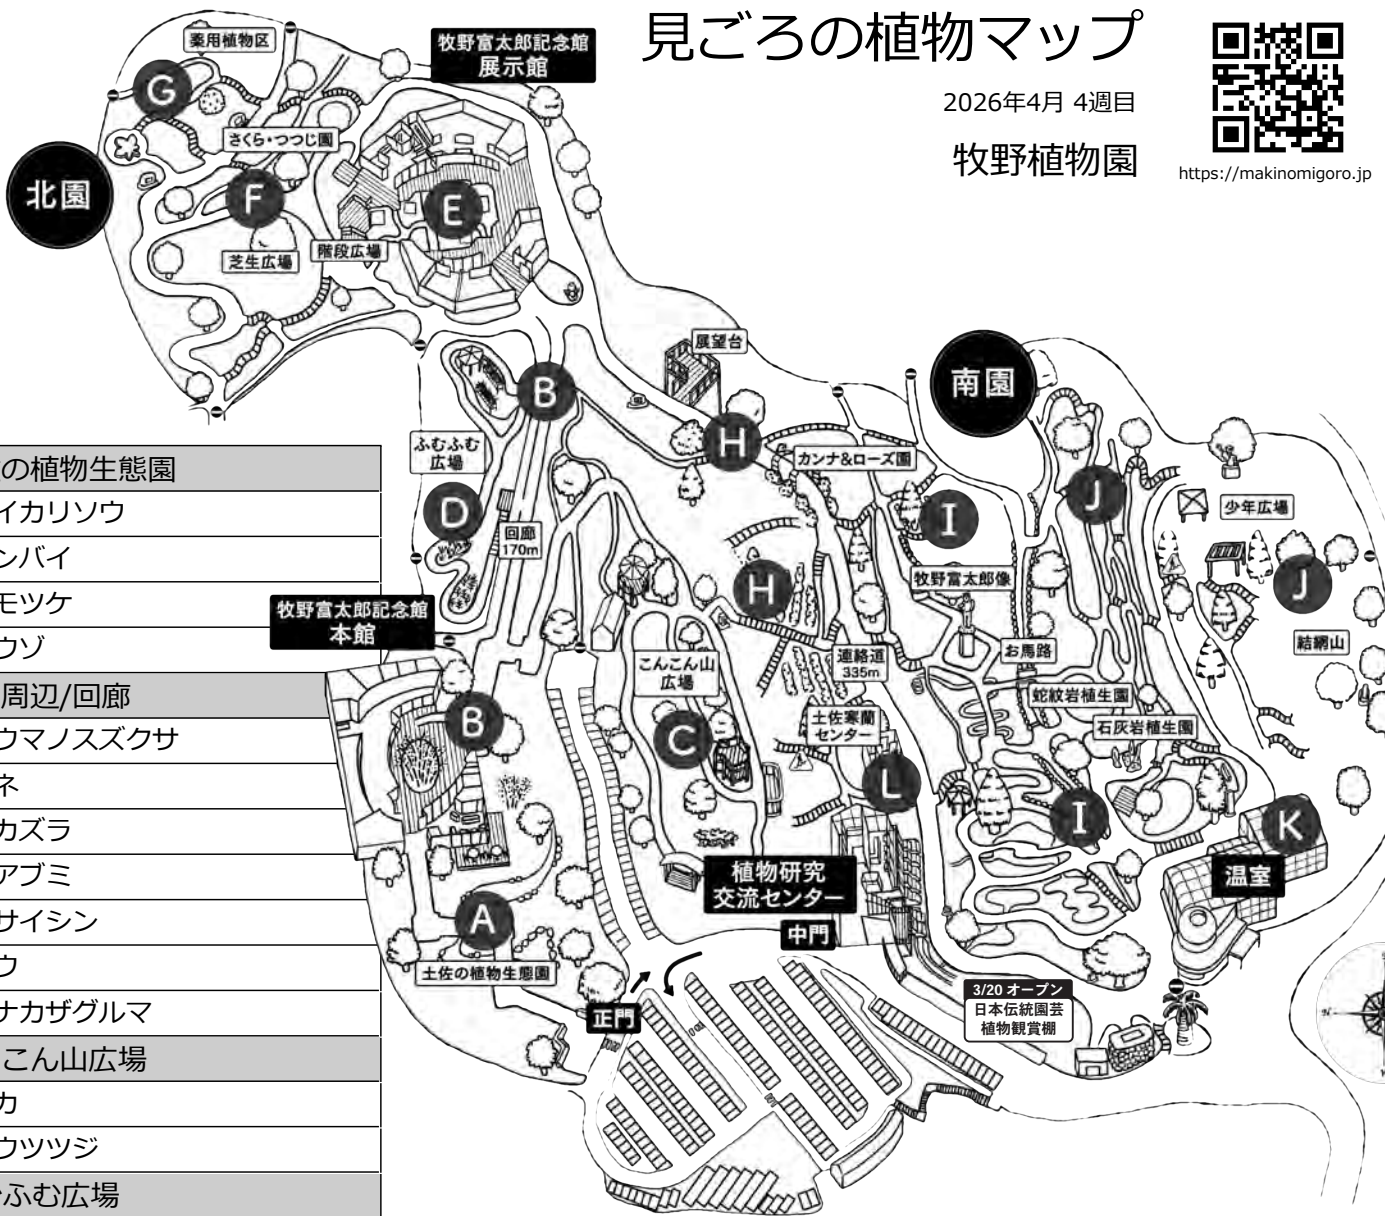 見ごろの植物マップ
2026年4月 4週目
牧野植物園
https://makinomigoro.jp
薬用植物区
牧野富太郎記念館
展示館
G
さくら・つつじ園
北園
F
E
芝生広場
階段広場
展望台
南園
B
ふむふむ
広場
H
カンナ&ローズ園
D
回廊
170m
I
J
少年広場
H
牧野富太郎像
J
牧野富太郎記念館
本館
こんこん山
広場
連絡道
335m
お馬路
結網山
蛇紋岩植生園
B
C
土佐寒蘭
センター
石灰岩植生園
L
I
K
植物研究
交流センター
温室
A
中門
土佐の植物生態園
正門
3/20 オープン
日本伝統園芸
植物観賞棚
の植物生態園
イカリソウ
ンバイ
モツケ
ウゾ
周辺/回廊
ウマノスズクサ
ネ
カズラ
アブミ
サイシン
ウ
ナカザグルマ
こん山広場
カ
ウツツジ
ふむ広場